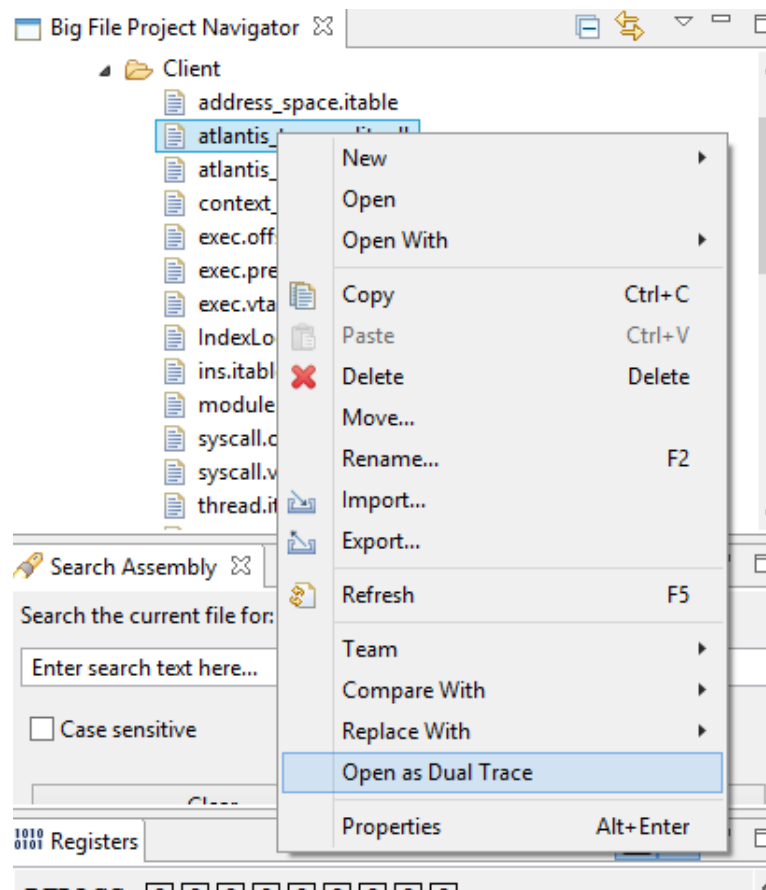 Big File Project Navigator
Client
address_space.itable
atlantis_
atlantis_
context_
exec.off
exec.pre
exec.vta
IndexLo
ins.itabl
module
syscall.o
syscall.v
thread.it
New
Open
Open With
Copy Ctrl+C
Paste Ctrl+V
Delete Delete
Move...
Rename... F2
Import...
Export...
Refresh F5
Team
Compare With
Replace With
Open as Dual Trace
Properties Alt+Enter
Search Assembly
Search the current file for:
Enter search text here...
Case sensitive
Clear
1010
0101 Registers